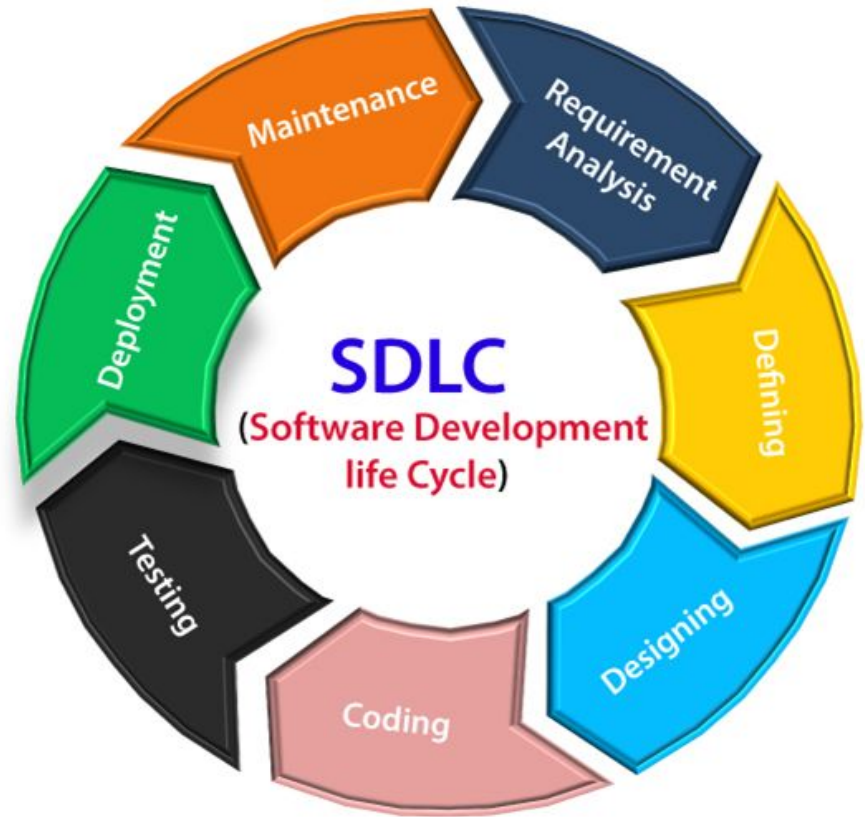 SDLC
(Software Development
life Cycle)
Requirement
Analysis
Defining
Designing
Coding
Testing
Deployment
Maintenance